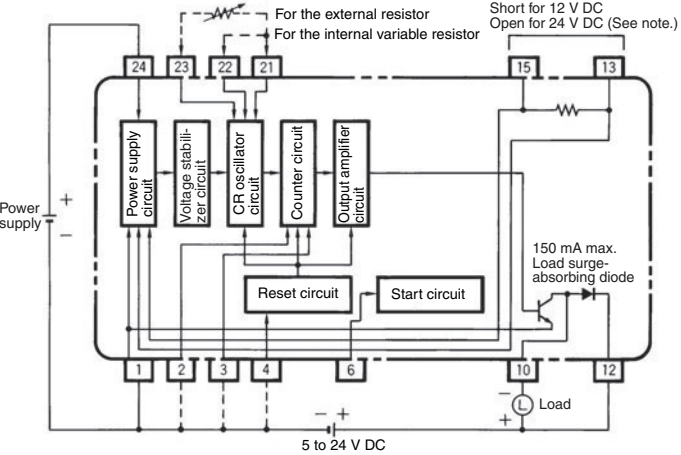 For the external resistor
For the internal variable resistor
Short for 12 V DC
Open for 24 V DC (See note.)
24
23
22
21
15
13
Power supply
circuit
Voltage stabili-
zer circuit
CR oscillator
circuit
Counter circuit
Output amplifier
circuit
+
Power
supply
−
150 mA max.
Load surge-
absorbing diode
Reset circuit
Start circuit
1
2
3
4
6
10
12
−
L
Load
+
− +
5 to 24 V DC